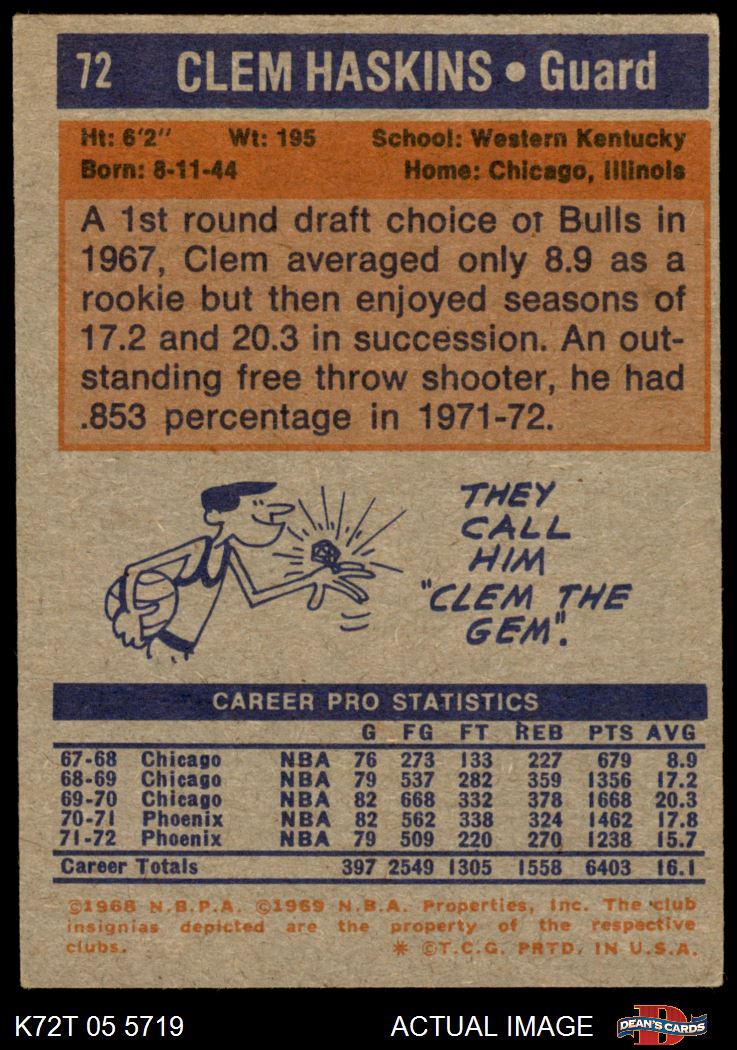 72 CLEM HASKINS • Guard
Ht: 6'2" Wt: 195 School: Western Kentucky
Born: 8-11-44 Home: Chicago, Illinois
A 1st round draft choice of Bulls in
1967, Clem averaged only 8.9 as a
rookie but then enjoyed seasons of
17.2 and 20.3 in succession. An out-
standing free throw shooter, he had
.853 percentage in 1971-72.
THEY
CALL
HIM
"CLEM THE
GEM".
CAREER PRO STATISTICS
G FG FT REB PTS AVG
67-68 Chicago NBA 76 273 133 227 679 8.9
68-69 Chicago NBA 79 537 282 359 1356 17.2
69-70 Chicago NBA 82 668 332 378 1668 20.3
70-71 Phoenix NBA 82 562 338 324 1462 17.8
71-72 Phoenix NBA 79 509 220 270 1238 15.7
Career Totals 397 2549 1305 1558 6403 16.1
©1968 N.B.P.A. ©1969 N.B.A. Properties, Inc. The club
insignias depicted are the property of the respective
clubs. * ©T.C.G. PRTD. IN U.S.A.
K72T 05 5719 ACTUAL IMAGE DEAN'S CARDS